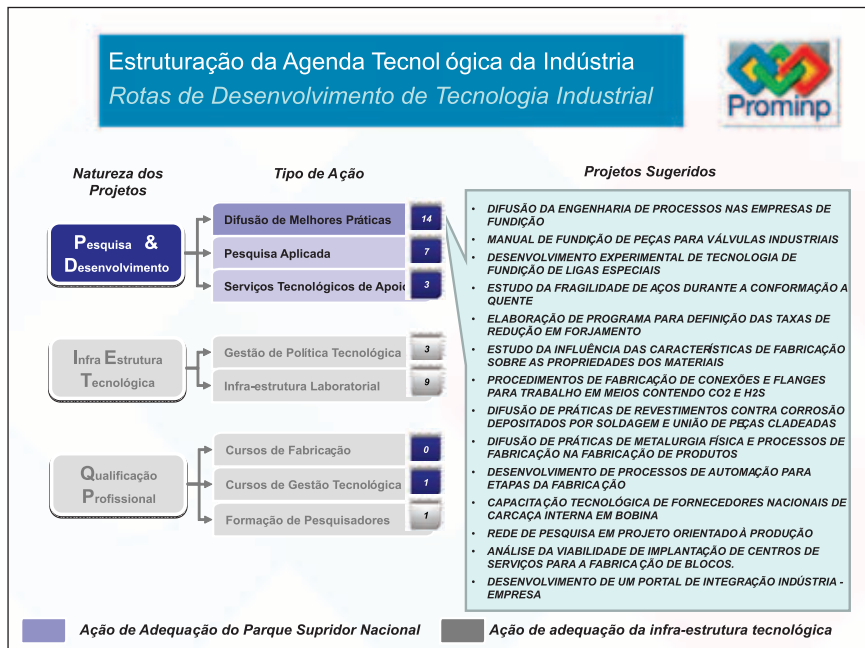 Estruturação da Agenda Tecnol ógica da Indústria
Rotas de Desenvolvimento de Tecnologia Industrial
Prominp
Natureza dos
Projetos
Tipo de Ação
Projetos Sugeridos
Pesquisa &
Desenvolvimento
Difusão de Melhores Práticas 14
Pesquisa Aplicada 7
Serviços Tecnológicos de Apoio 3
Infra Estrutura
Tecnológica
Gestão de Política Tecnológica 3
Infra-estrutura Laboratorial 9
Qualificação
Profissional
Cursos de Fabricação 0
Cursos de Gestão Tecnológica 1
Formação de Pesquisadores 1
• DIFUSÃO DA ENGENHARIA DE PROCESSOS NAS EMPRESAS DE
FUNDIÇÃO
• MANUAL DE FUNDIÇÃO DE PEÇAS PARA VÁLVULAS INDUSTRIAIS
• DESENVOLVIMENTO EXPERIMENTAL DE TECNOLOGIA DE
FUNDIÇÃO DE LIGAS ESPECIAIS
• ESTUDO DA FRAGILIDADE DE AÇOS DURANTE A CONFORMAÇÃO A
QUENTE
• ELABORAÇÃO DE PROGRAMA PARA DEFINIÇÃO DAS TAXAS DE
REDUÇÃO EM FORJAMENTO
• ESTUDO DA INFLUÊNCIA DAS CARACTERÍSTICAS DE FABRICAÇÃO
SOBRE AS PROPRIEDADES DOS MATERIAIS
• PROCEDIMENTOS DE FABRICAÇÃO DE CONEXÕES E FLANGES
PARA TRABALHO EM MEIOS CONTENDO CO2 E H2S
• DIFUSÃO DE PRÁTICAS DE REVESTIMENTOS CONTRA CORROSÃO
DEPOSITADOS POR SOLDAGEM E UNIÃO DE PEÇAS CLADEADAS
• DIFUSÃO DE PRÁTICAS DE METALURGIA FÍSICA E PROCESSOS DE
FABRICAÇÃO NA FABRICAÇÃO DE PRODUTOS
• DESENVOLVIMENTO DE PROCESSOS DE AUTOMAÇÃO PARA
ETAPAS DA FABRICAÇÃO
• CAPACITAÇÃO TECNOLÓGICA DE FORNECEDORES NACIONAIS DE
CARCAÇA INTERNA EM BOBINA
• REDE DE PESQUISA EM PROJETO ORIENTADO À PRODUÇÃO
• ANÁLISE DA VIABILIDADE DE IMPLANTAÇÃO DE CENTROS DE
SERVIÇOS PARA A FABRICA ÇÃO DE BLOCOS.
• DESENVOLVIMENTO DE UM PORTAL DE INTEGRAÇÃO INDÚSTRIA -
EMPRESA
Ação de Adequação do Parque Supridor Nacional
Ação de adequação da infra-estrutura tecnológica